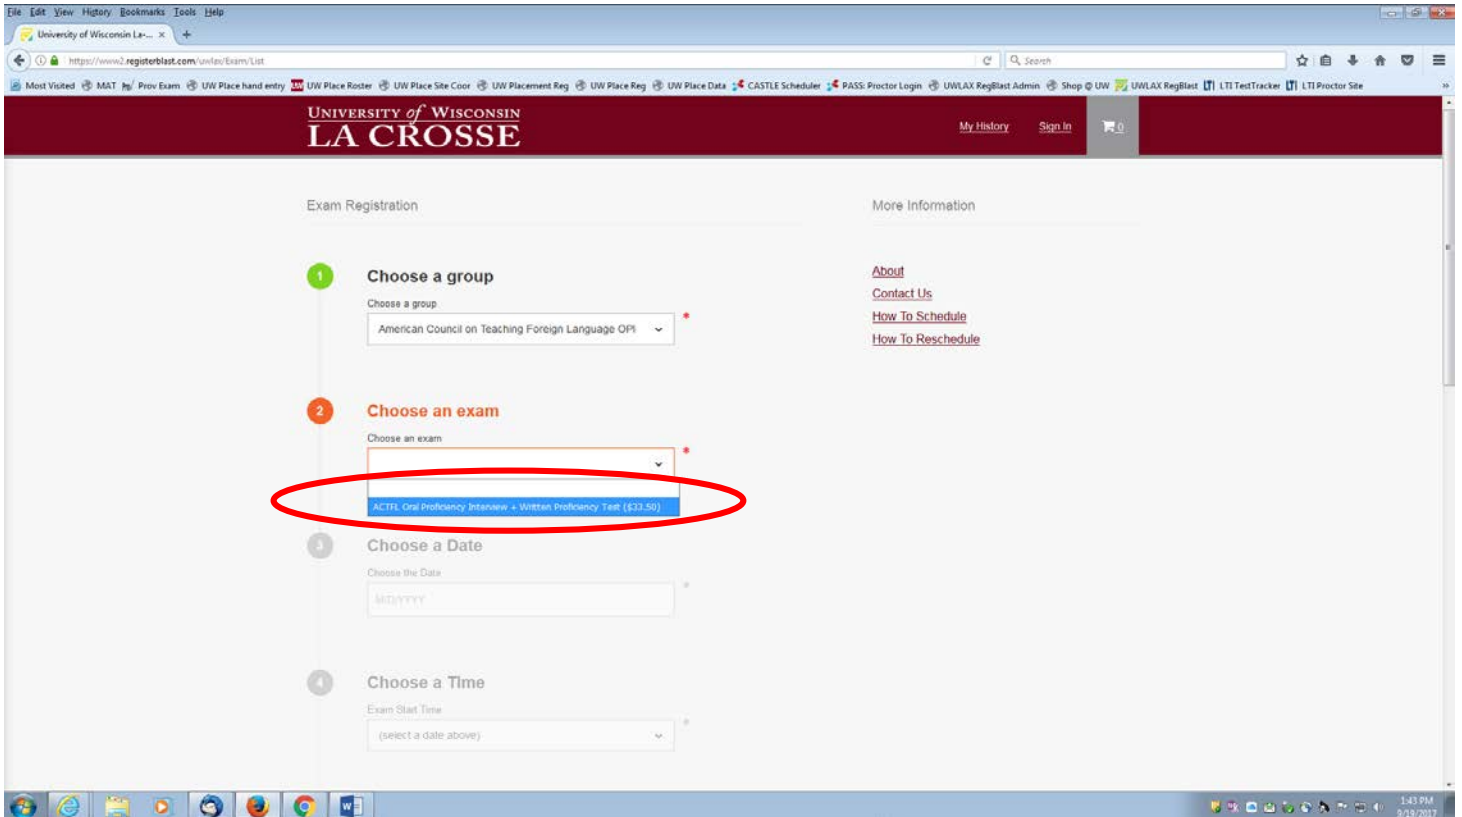 File Edit View History Bookmarks Tools Help
University of Wisconsin La-... × +
https://www2.registerblast.com/uwlax/Exam/List
Search
Most Visited MAT Prov Exam UW Place hand entry UW Place Roster UW Place Site Coor UW Placement Reg UW Place Reg UW Place Data CASTLE Scheduler PASS: Proctor Login UWLAX RegBlast Admin Shop @ UW UWLAX RegBlast LTI LTI TestTracker LTI LTI Proctor Site »
UNIVERSITY of WISCONSIN
LA CROSSE
My History Sign In 0
Exam Registration
More Information
1 Choose a group
Choose a group
American Council on Teaching Foreign Language OPI
*
About
Contact Us
How To Schedule
How To Reschedule
2 Choose an exam
Choose an exam
*
ACTFL Oral Proficiency Interview + Written Proficiency Test ($33.50)
3 Choose a Date
Choose the Date
M/D/YYYY
*
4 Choose a Time
Exam Start Time
(select a date above)
*
1:43 PM
9/19/2017